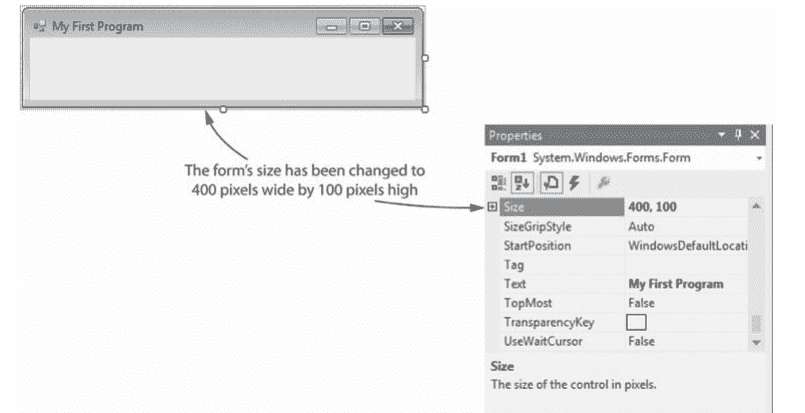 My First Program
The form's size has been changed to
400 pixels wide by 100 pixels high
Properties
Form1 System.Windows.Forms.Form
Size 400, 100
SizeGripStyle Auto
StartPosition WindowsDefaultLocati
Tag
Text My First Program
TopMost False
TransparencyKey
UseWaitCursor False
Size
The size of the control in pixels.